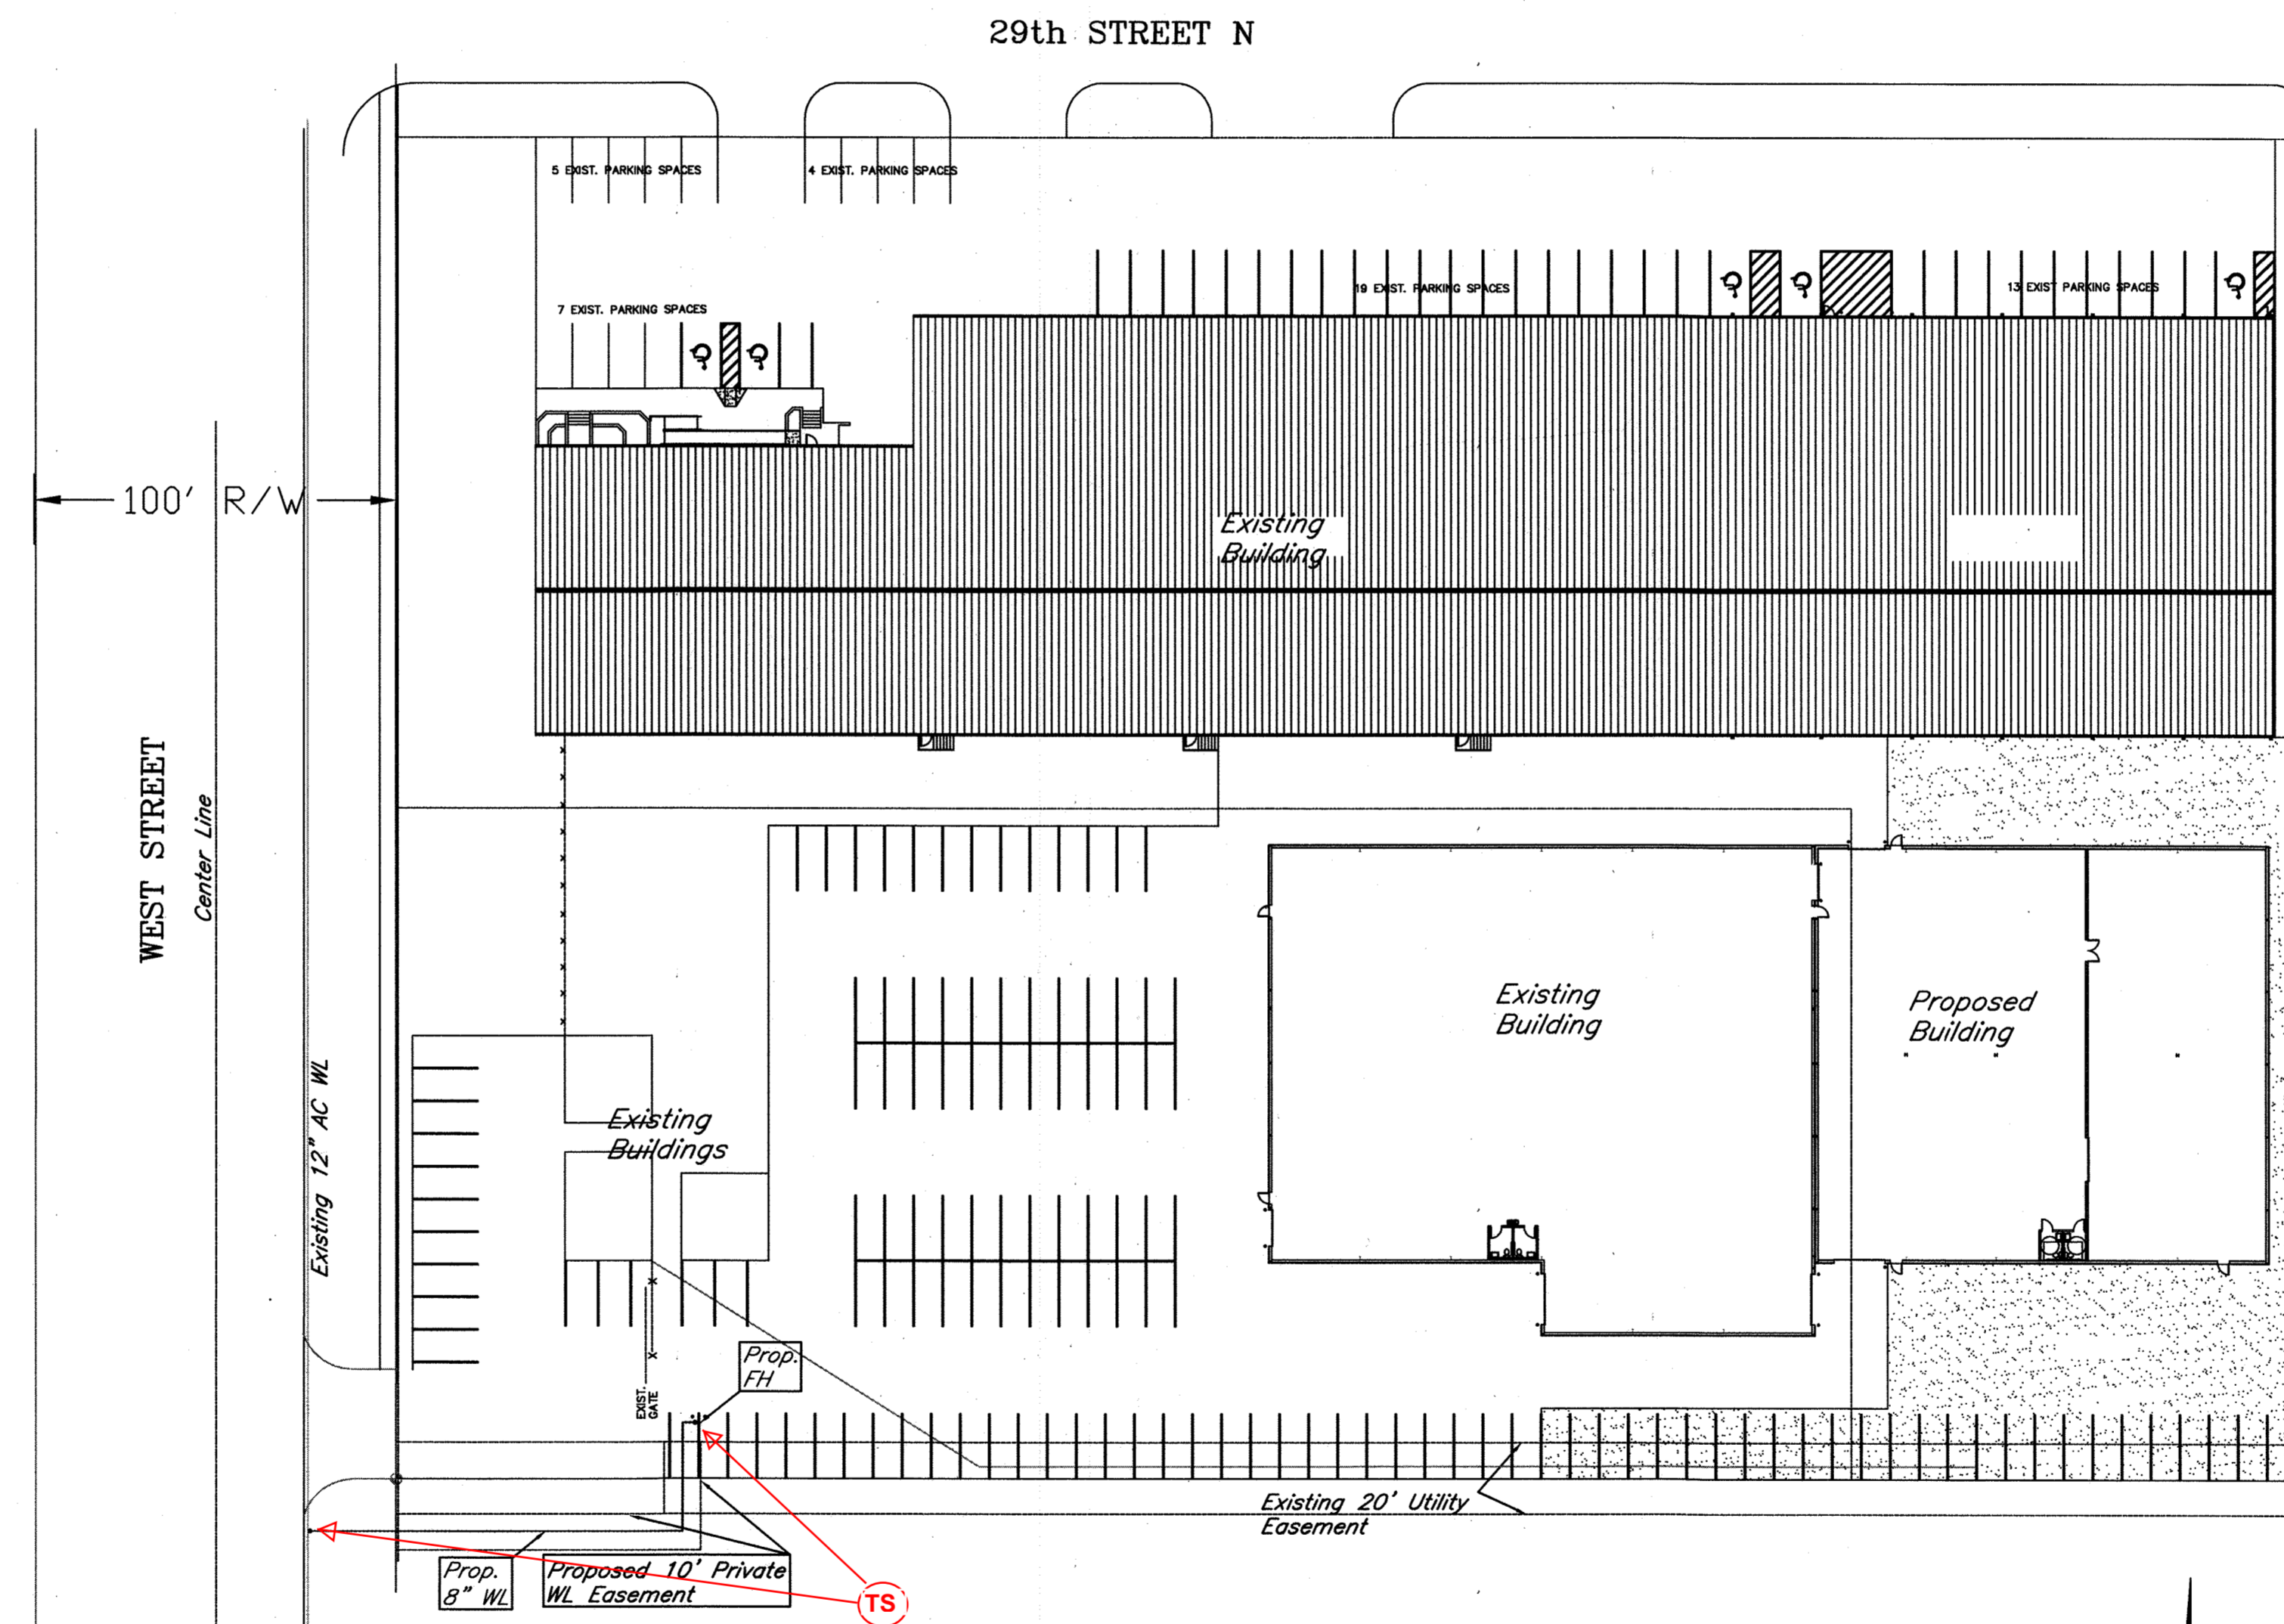 29th STREET N
5 EXIST. PARKING SPACES
4 EXIST. PARKING SPACES
19 EXIST. PARKING SPACES
13 EXIST PARKING SPACES
7 EXIST. PARKING SPACES
100' R/W
Existing
Building
WEST STREET
Center Line
Existing
Building
Proposed
Building
Existing 12" AC WL
Existing
Buildings
Prop.
FH
EXIST.
GATE
Existing 20' Utility
Easement
Prop.
8" WL
Proposed 10' Private
WL Easement
TS